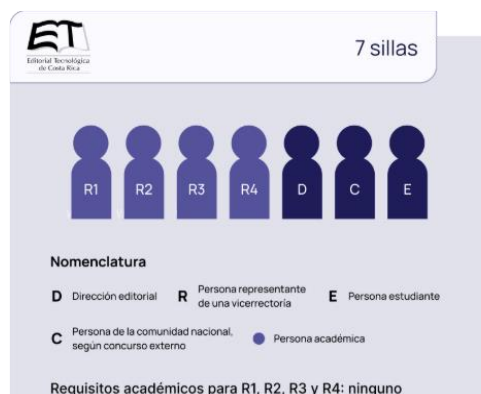 ET
Editorial Tecnológica
de Costa Rica
7 sillas
R1 R2 R3 R4 D C E
Nomenclatura
D Dirección editorial
R Persona representante
de una vicerrectoría
E Persona estudiante
C Persona de la comunidad nacional,
según concurso externo
Persona académica
Requisitos académicos para R1, R2, R3 y R4: ninguno